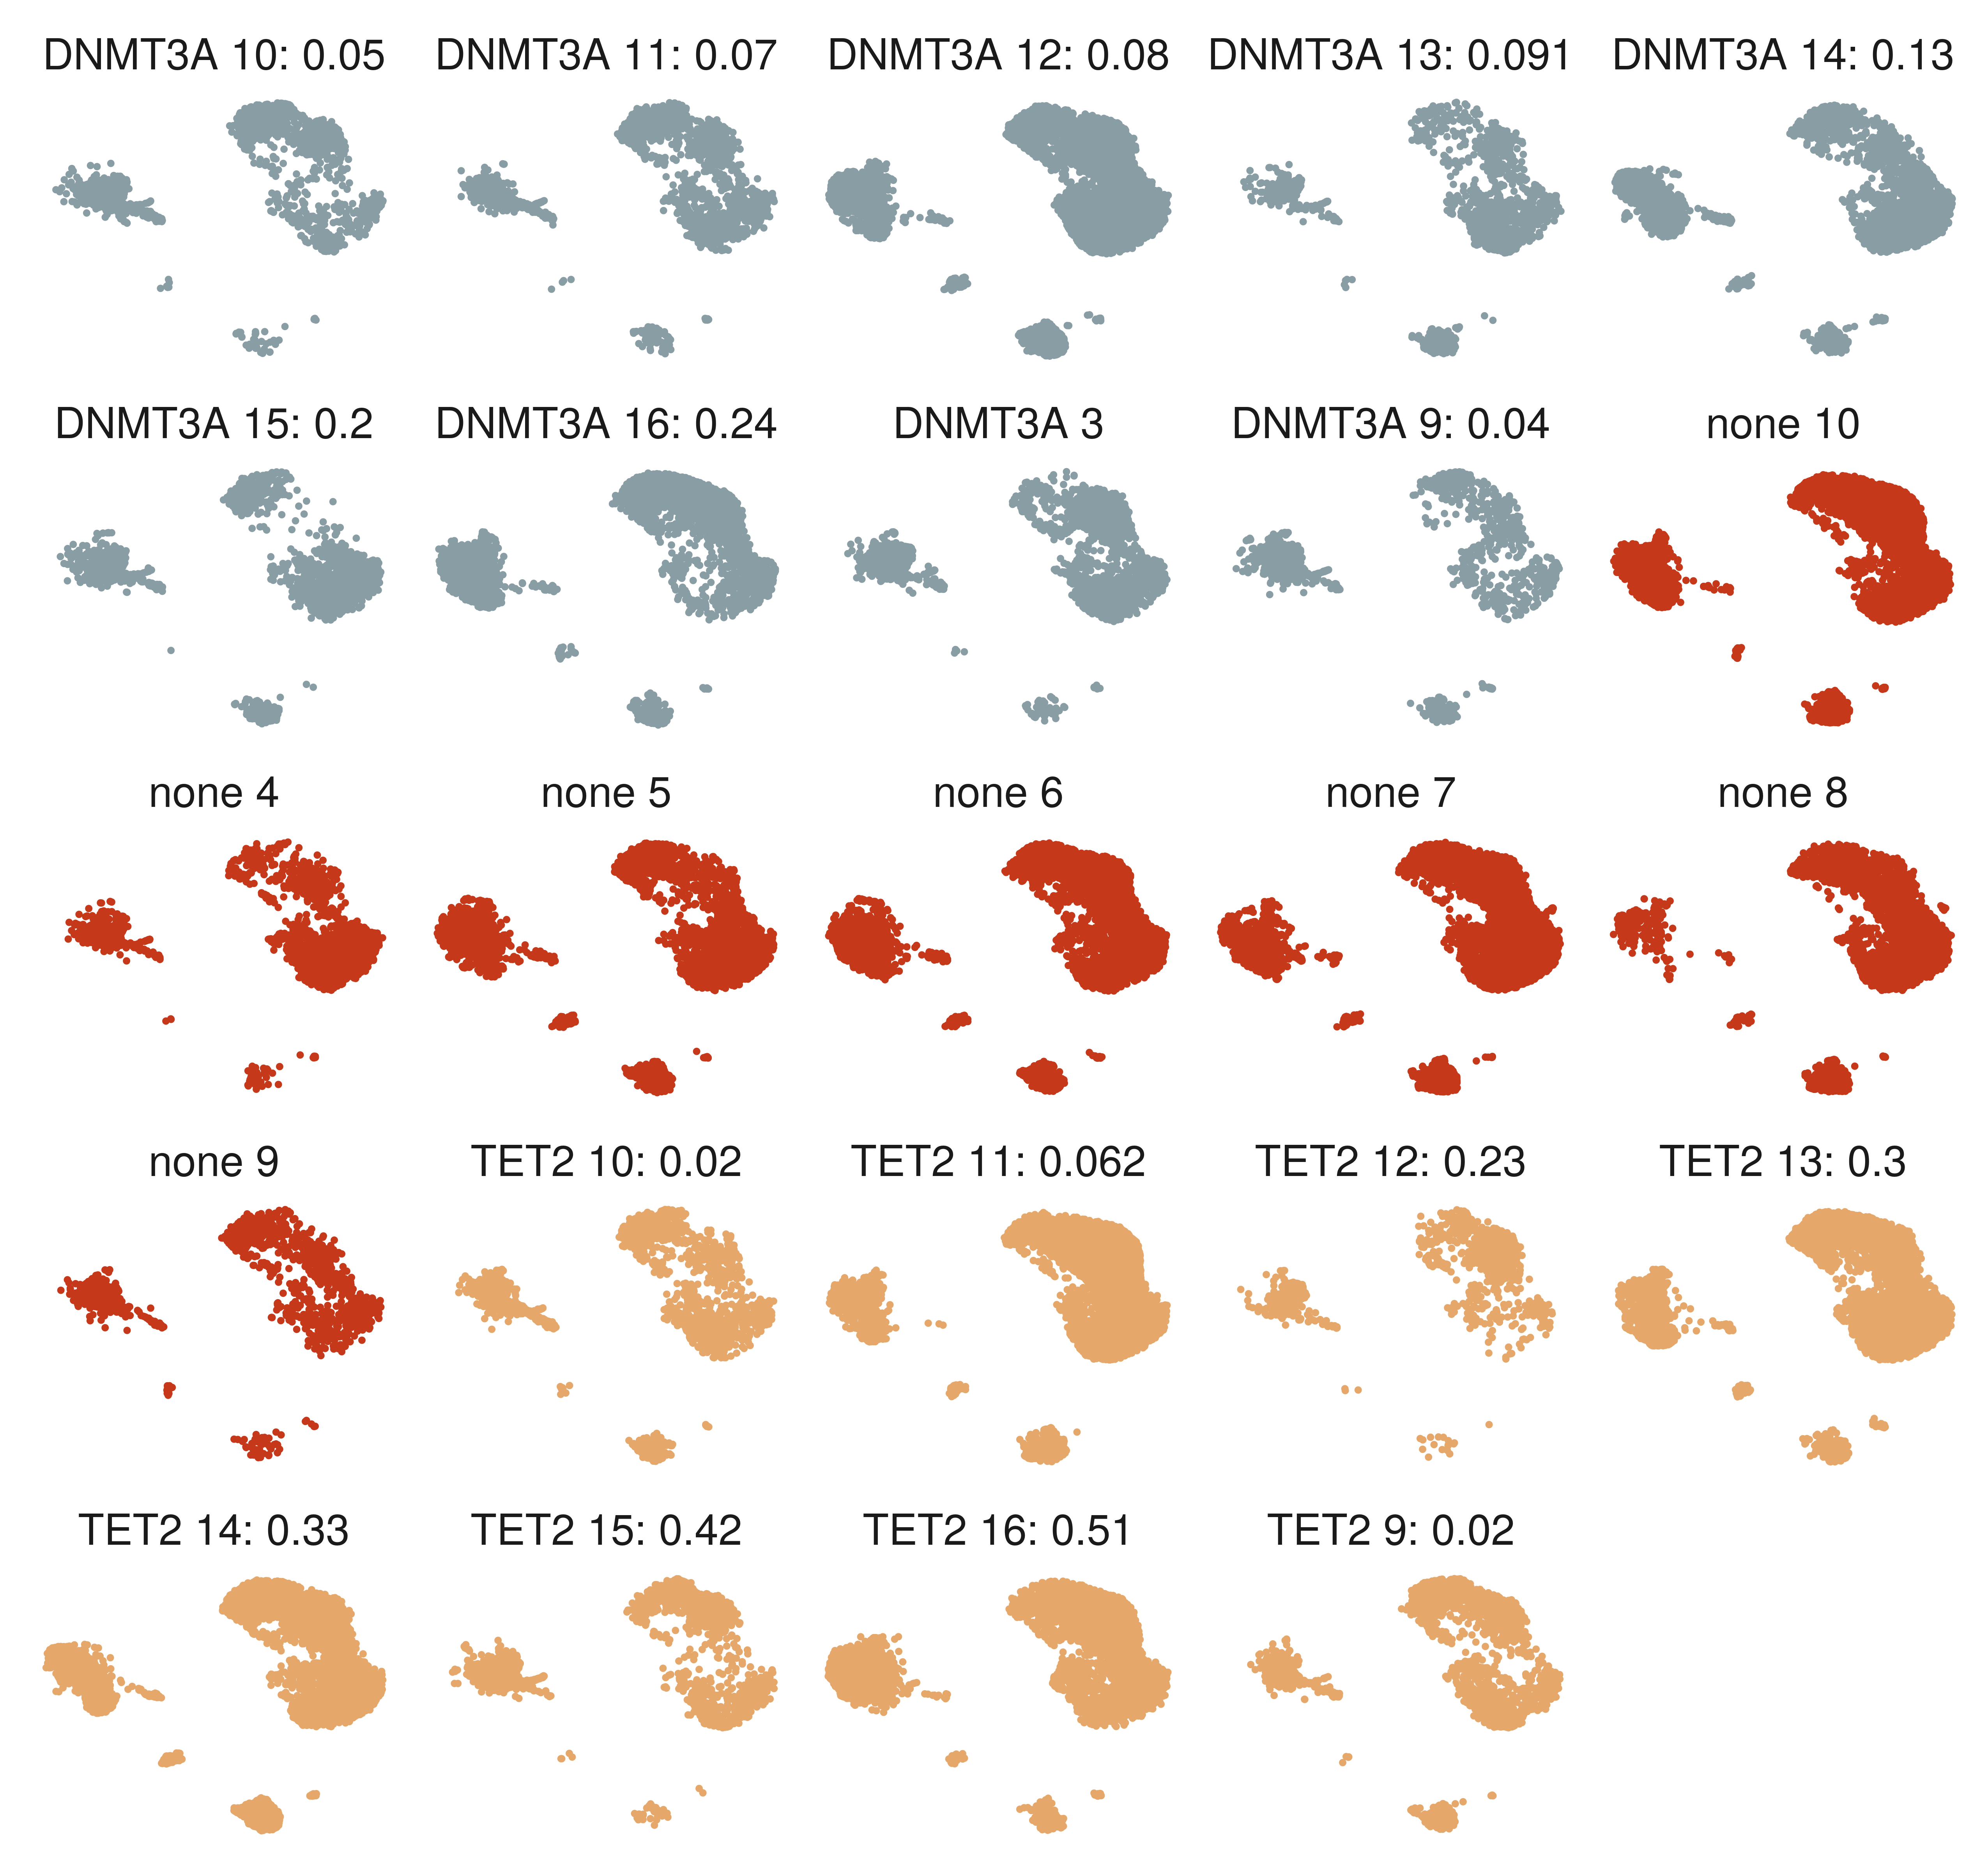 DNMT3A 10: 0.05
DNMT3A 11: 0.07
DNMT3A 12: 0.08
DNMT3A 13: 0.091
DNMT3A 14: 0.13
DNMT3A 15: 0.2
DNMT3A 16: 0.24
DNMT3A 3
DNMT3A 9: 0.04
none 10
none 4
none 5
none 6
none 7
none 8
none 9
TET2 10: 0.02
TET2 11: 0.062
TET2 12: 0.23
TET2 13: 0.3
TET2 14: 0.33
TET2 15: 0.42
TET2 16: 0.51
TET2 9: 0.02